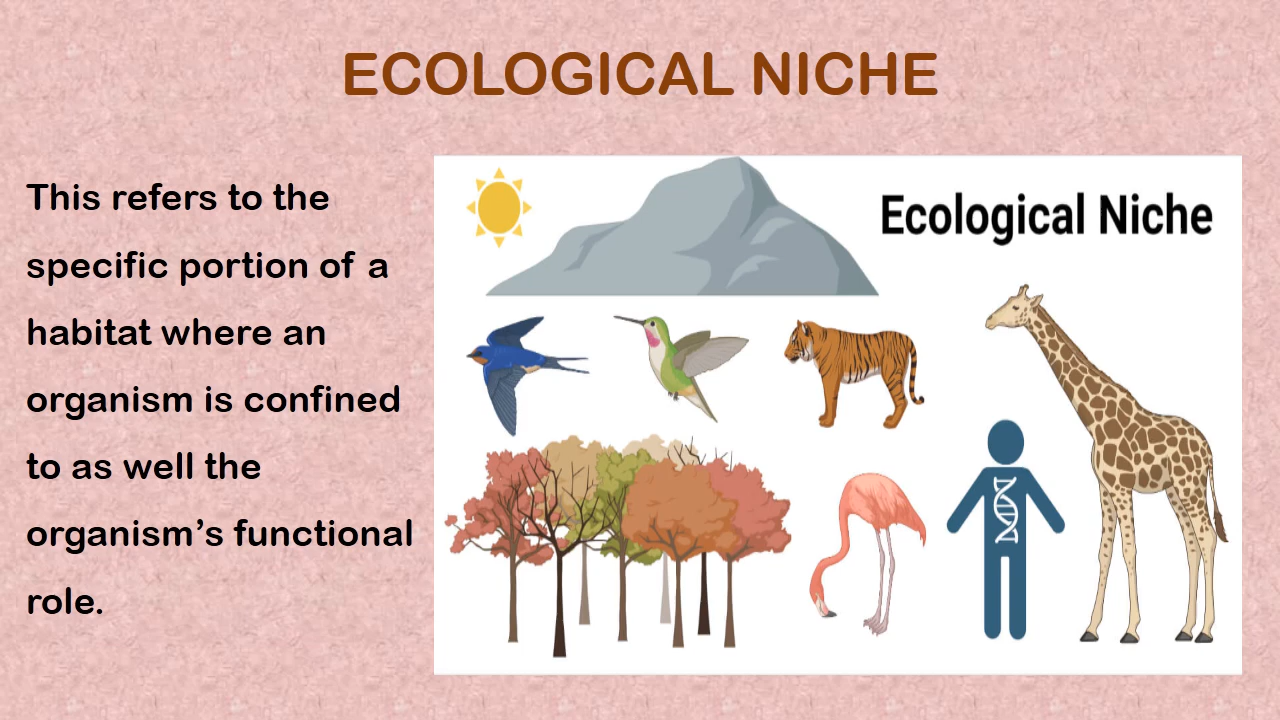 ECOLOGICAL NICHE
This refers to the
specific portion of a
habitat where an
organism is confined
to as well the
organism’s functional
role.
Ecological Niche